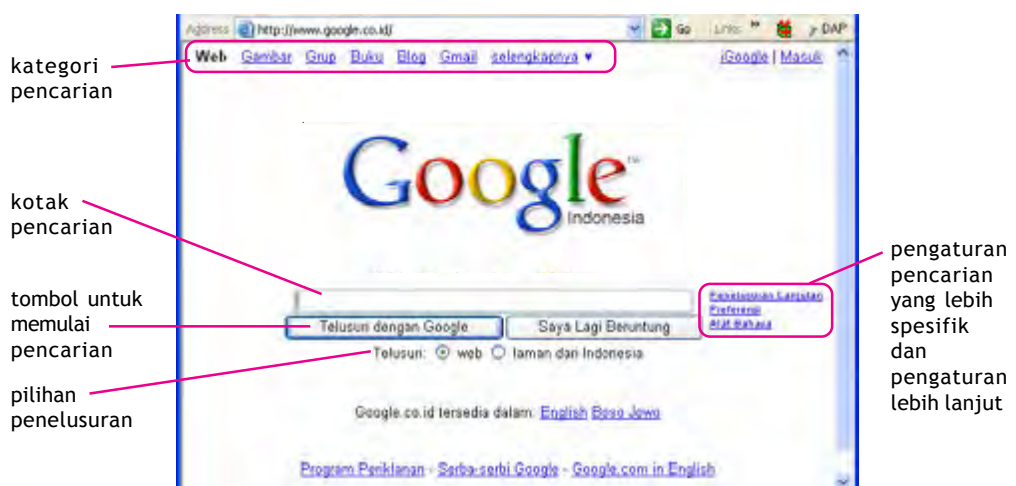 Address http://www.google.co.id/ Go Links » DAP
Web Gambar Grup Buku Blog Gmail selengkapnya ▼ iGoogle | Masuk
kategori
pencarian
Google™
Indonesia
kotak
pencarian
pengaturan
pencarian
yang lebih
spesifik
dan
pengaturan
lebih lanjut
Penelusuran Lanjutan
Preferensi
Alat Bahasa
tombol untuk
memulai
pencarian
Telusuri dengan Google Saya Lagi Beruntung
Telusuri: web laman dari Indonesia
pilihan
penelusuran
Google.co.id tersedia dalam: English Boso Jowo
Program Periklanan - Serba-serbi Google - Google.com in English